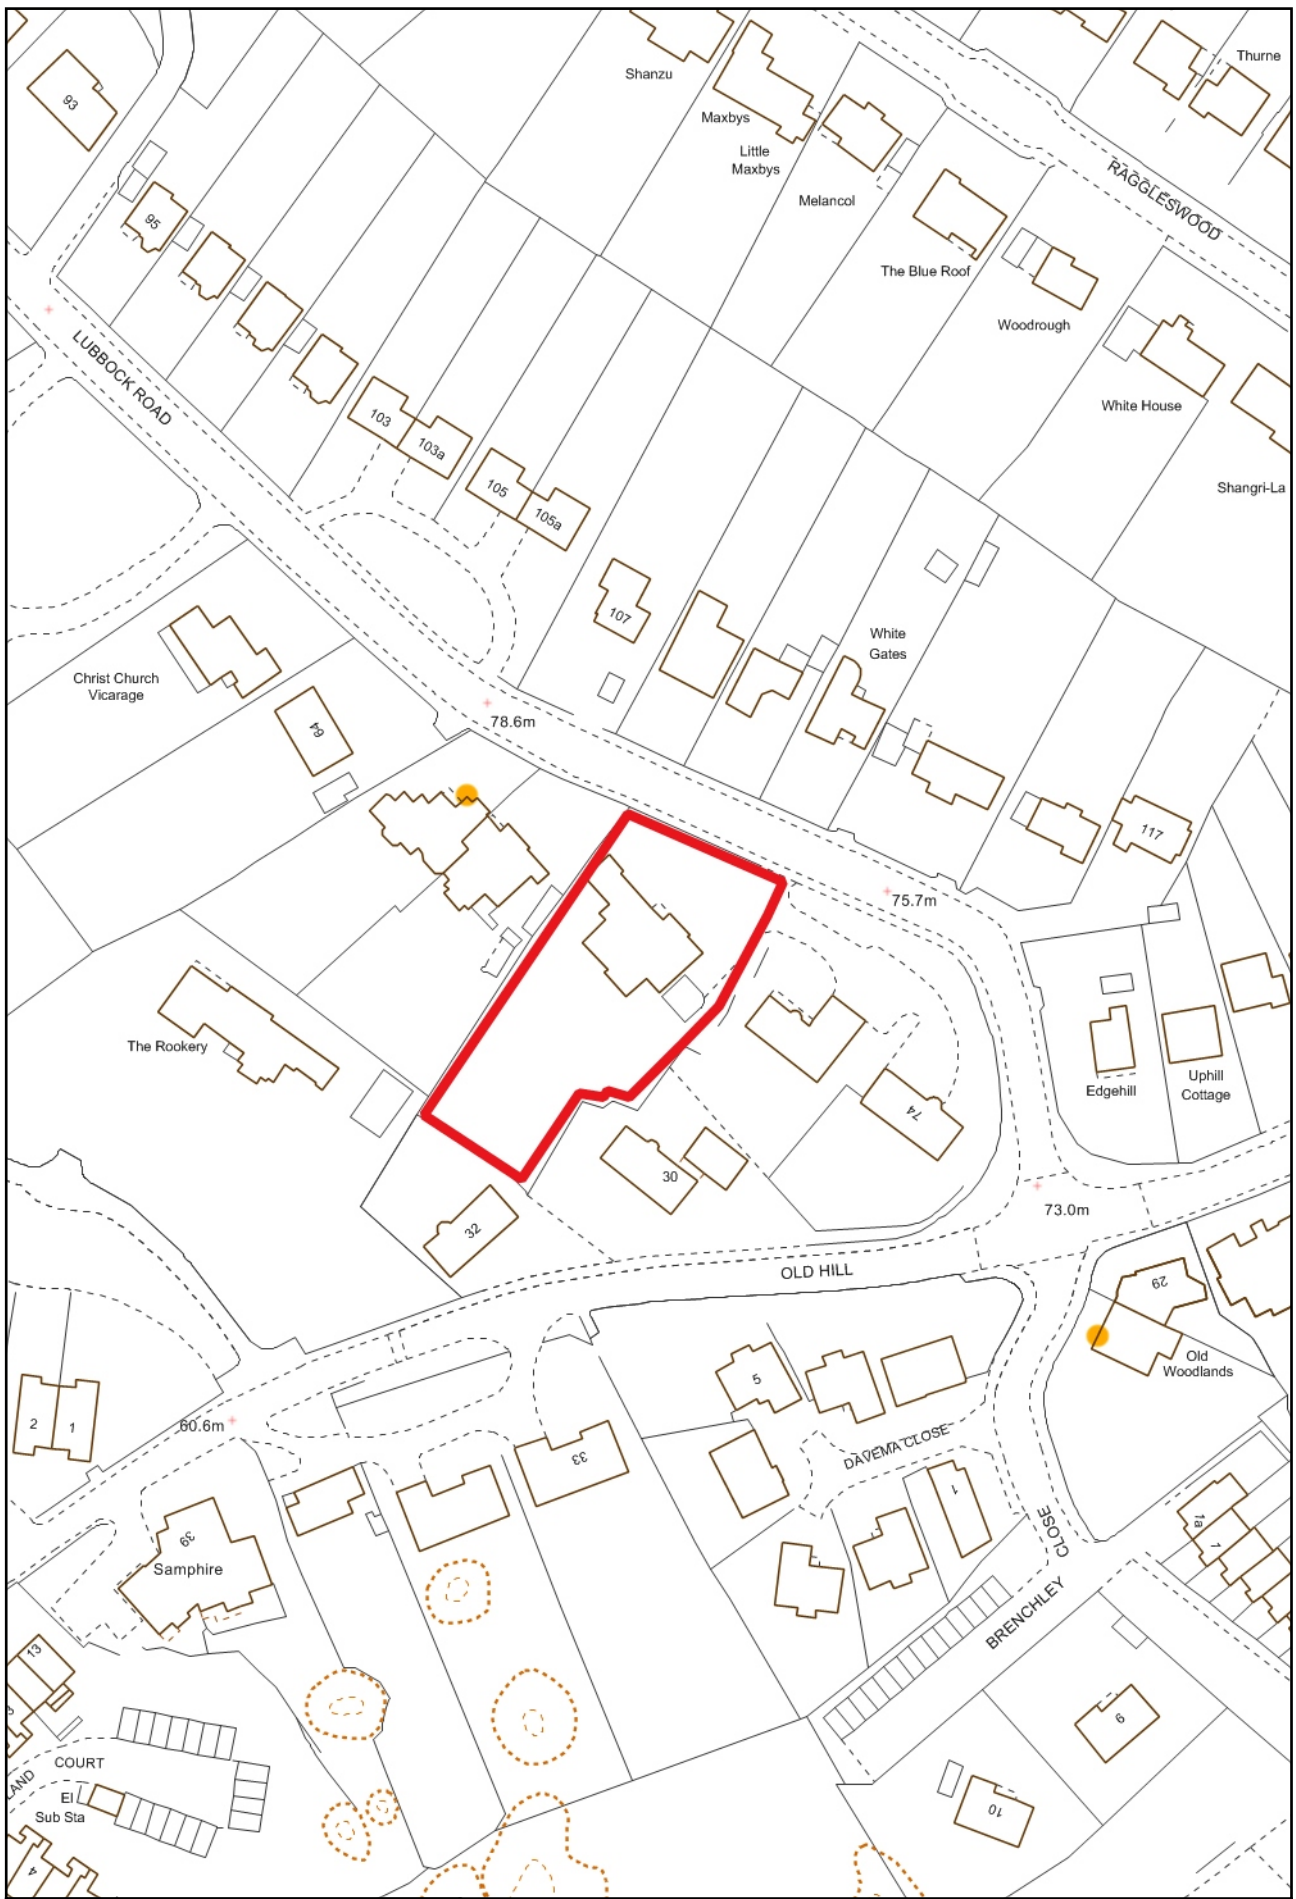 Shanzu
Thurne
93
Maxbys
Little
Maxbys
Melancol
RAGGLESWOOD
95
The Blue Roof
Woodrough
LUBBOCK ROAD
White House
103
103a
Shangri-La
105
105a
107
White
Gates
Christ Church
Vicarage
64
78.6m
117
75.7m
The Rookery
Edgehill
Uphill
Cottage
74
30
32
73.0m
OLD HILL
29
Old
Woodlands
5
2
1
60.6m
33
DAVEMA CLOSE
1
39
Samphire
1a
7
BRENCHLEY CLOSE
13
3
6
COURT
LAND
El
Sub Sta
10
4